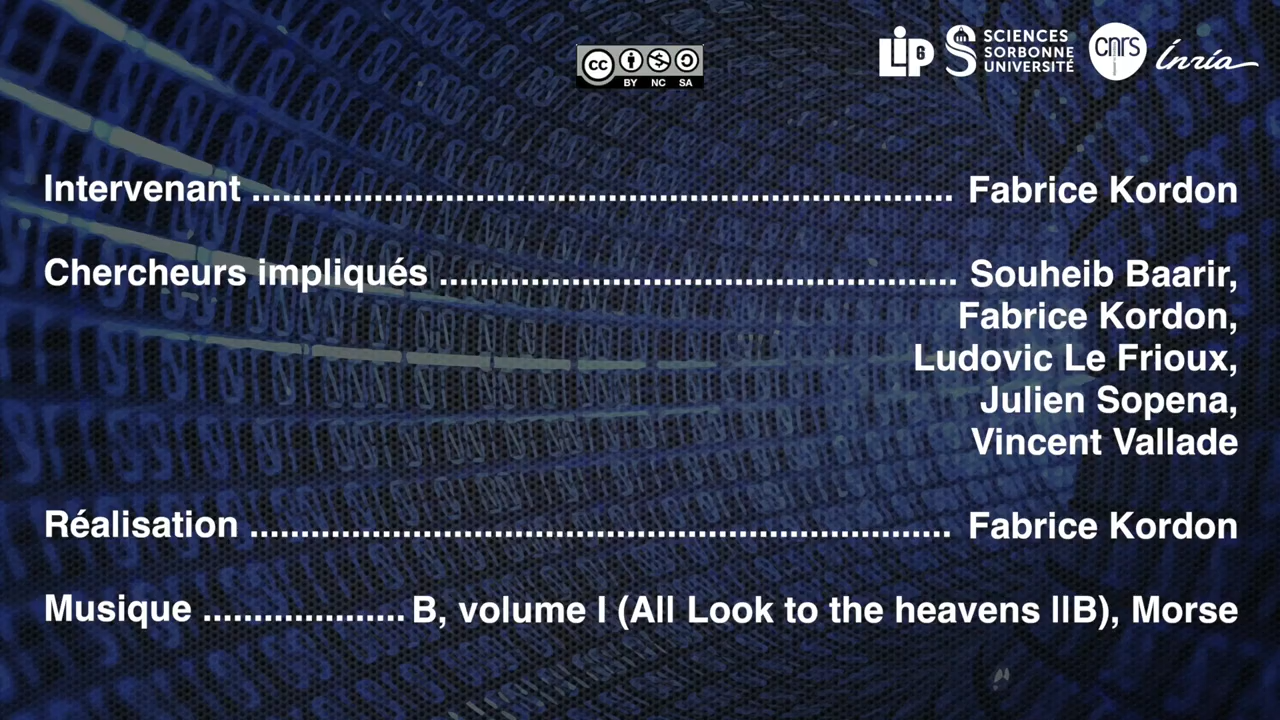 cc
BY NC SA
LIP6
SCIENCES
SORBONNE
UNIVERSITÉ
cnrs
Inria
Intervenant ..................................................................... Fabrice Kordon
Chercheurs impliqués ................................................... Souheib Baarir,
Fabrice Kordon,
Ludovic Le Frioux,
Julien Sopena,
Vincent Vallade
Réalisation ..................................................................... Fabrice Kordon
Musique .................... B, volume I (All Look to the heavens IIB), Morse